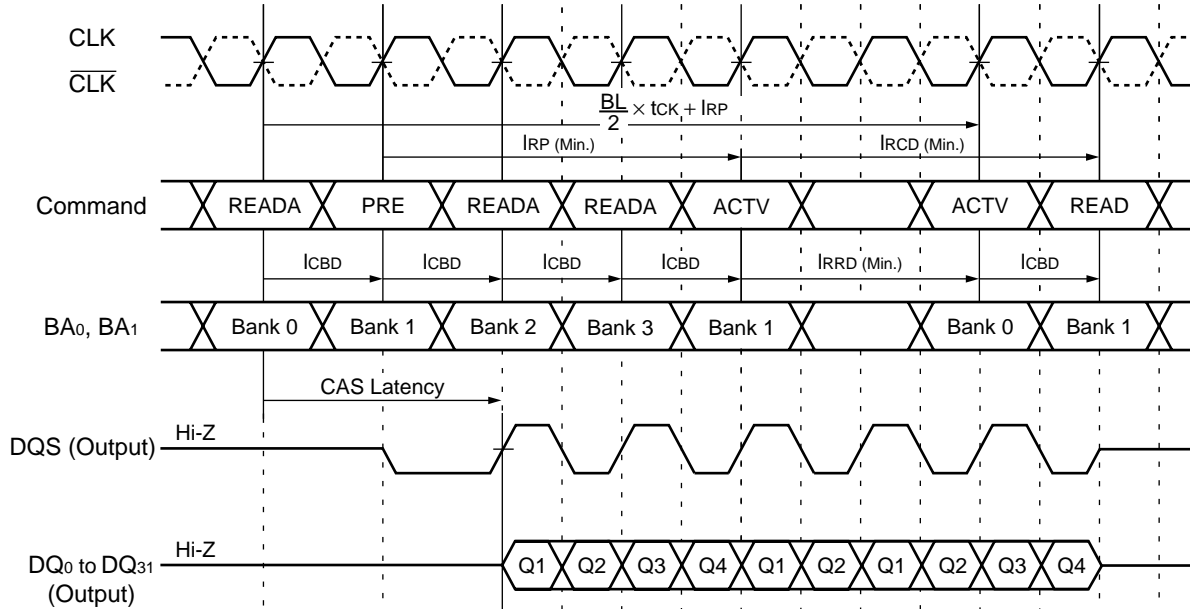 CLK
CLK
BL/2 × tCK + lRP
lRP (Min.) lRCD (Min.)
Command READA PRE READA READA ACTV ACTV READ
lCBD lCBD lCBD lCBD lRRD (Min.) lCBD
BA0, BA1 Bank 0 Bank 1 Bank 2 Bank 3 Bank 1 Bank 0 Bank 1
CAS Latency
DQS (Output) Hi-Z
Hi-Z
DQ0 to DQ31 Q1 Q2 Q3 Q4 Q1 Q2 Q1 Q2 Q3 Q4
(Output)